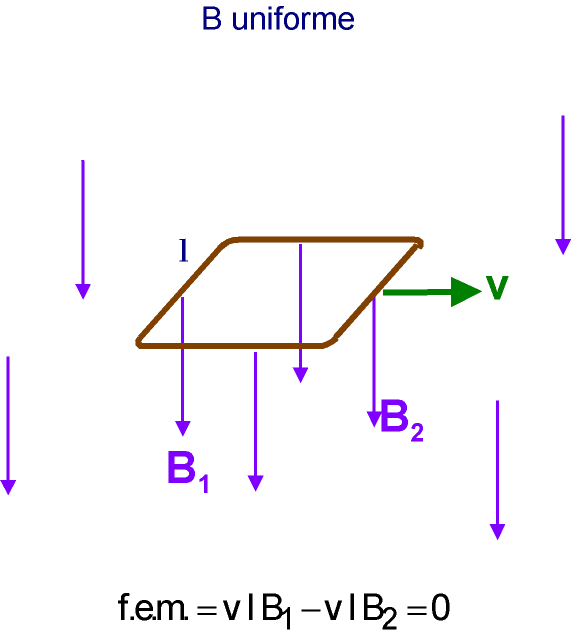 B uniforme
l
v
B₂
B₁
f.e.m. = v l B₁ − v l B₂ = 0